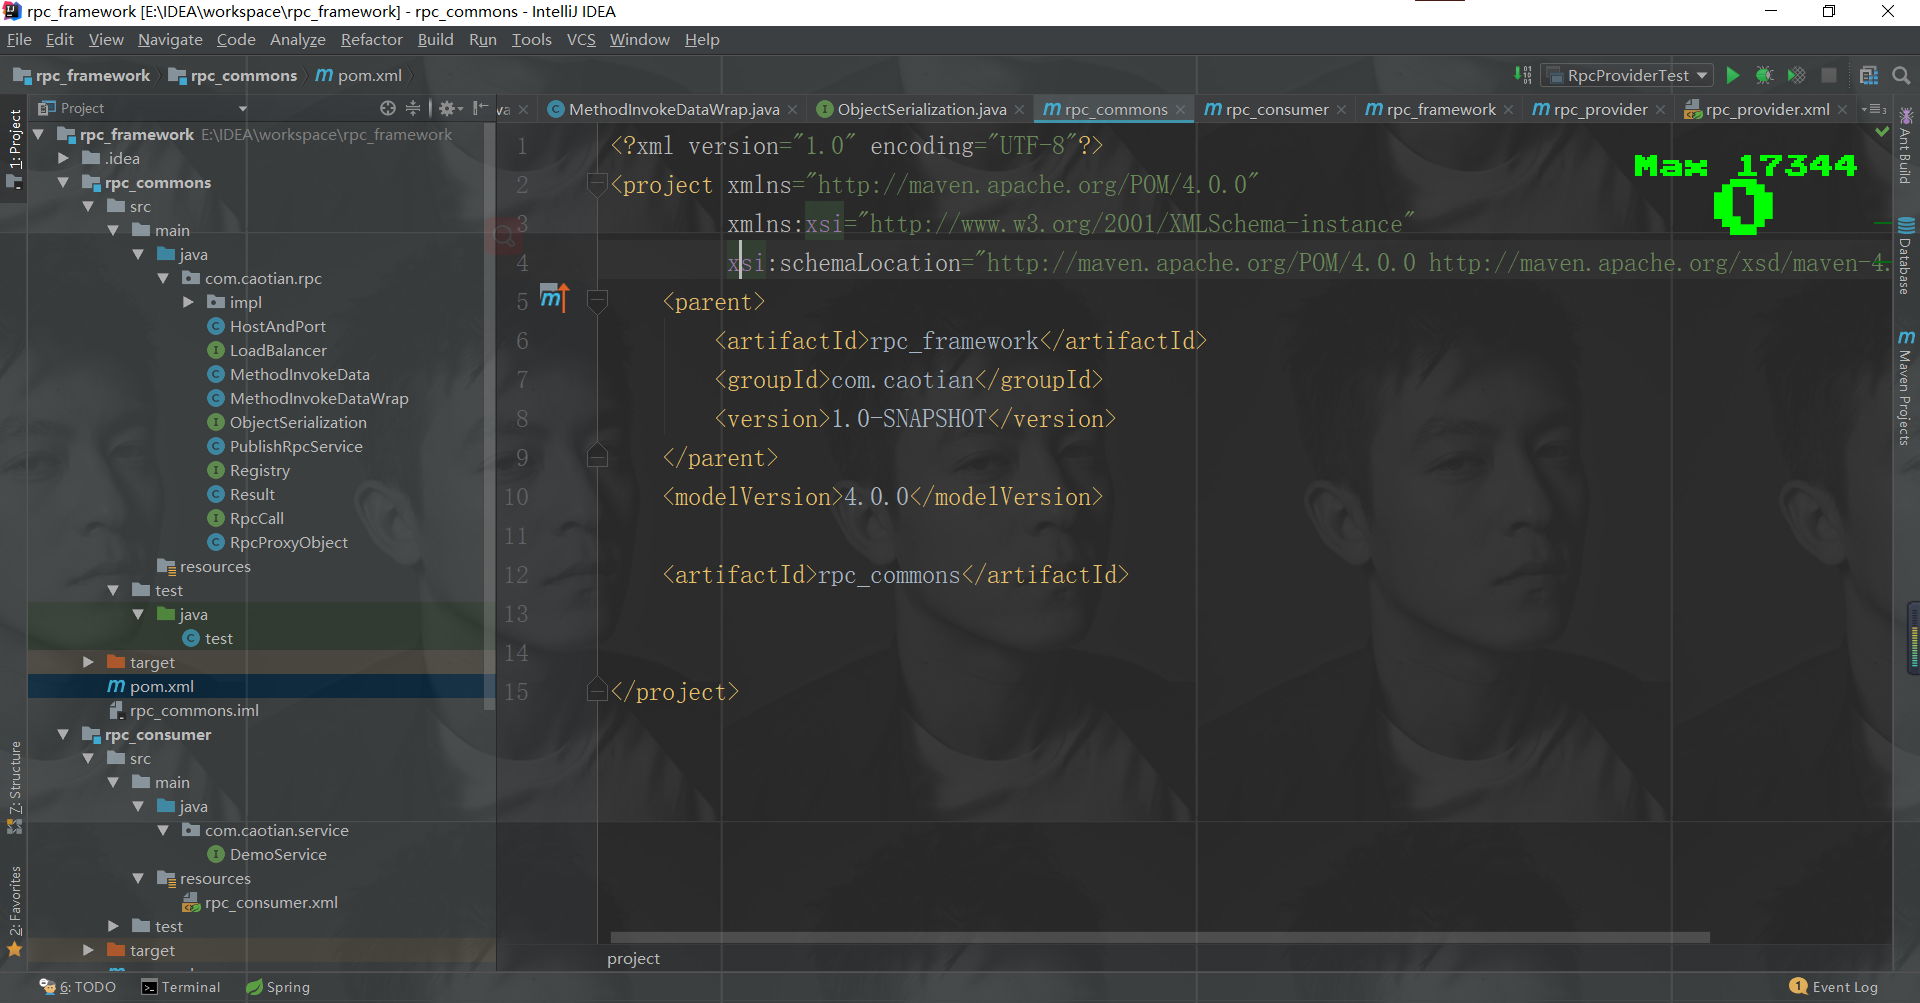 rpc_framework [E:\IDEA\workspace\rpc_framework] - rpc_commons - IntelliJ IDEA
File Edit View Navigate Code Analyze Refactor Build Run Tools VCS Window Help
rpc_framework rpc_commons pom.xml
RpcProviderTest
Project
va MethodInvokeDataWrap.java ObjectSerialization.java rpc_commons rpc_consumer rpc_framework rpc_provider rpc_provider.xml
1: Project
7: Structure
2: Favorites
rpc_framework E:\IDEA\workspace\rpc_framework
.idea
rpc_commons
src
main
java
com.caotian.rpc
impl
HostAndPort
LoadBalancer
MethodInvokeData
MethodInvokeDataWrap
ObjectSerialization
PublishRpcService
Registry
Result
RpcCall
RpcProxyObject
resources
test
java
test
target
pom.xml
rpc_commons.iml
rpc_consumer
src
main
java
com.caotian.service
DemoService
resources
rpc_consumer.xml
test
target
1 <?xml version="1.0" encoding="UTF-8"?>
2 <project xmlns="http://maven.apache.org/POM/4.0.0"
3 xmlns:xsi="http://www.w3.org/2001/XMLSchema-instance"
4 xsi:schemaLocation="http://maven.apache.org/POM/4.0.0 http://maven.apache.org/xsd/maven-4.
5 <parent>
6 <artifactId>rpc_framework</artifactId>
7 <groupId>com.caotian</groupId>
8 <version>1.0-SNAPSHOT</version>
9 </parent>
10 <modelVersion>4.0.0</modelVersion>
11
12 <artifactId>rpc_commons</artifactId>
13
14
15 </project>
Max 17344
0
Ant Build
Database
Maven Projects
project
6: TODO Terminal Spring
1 Event Log